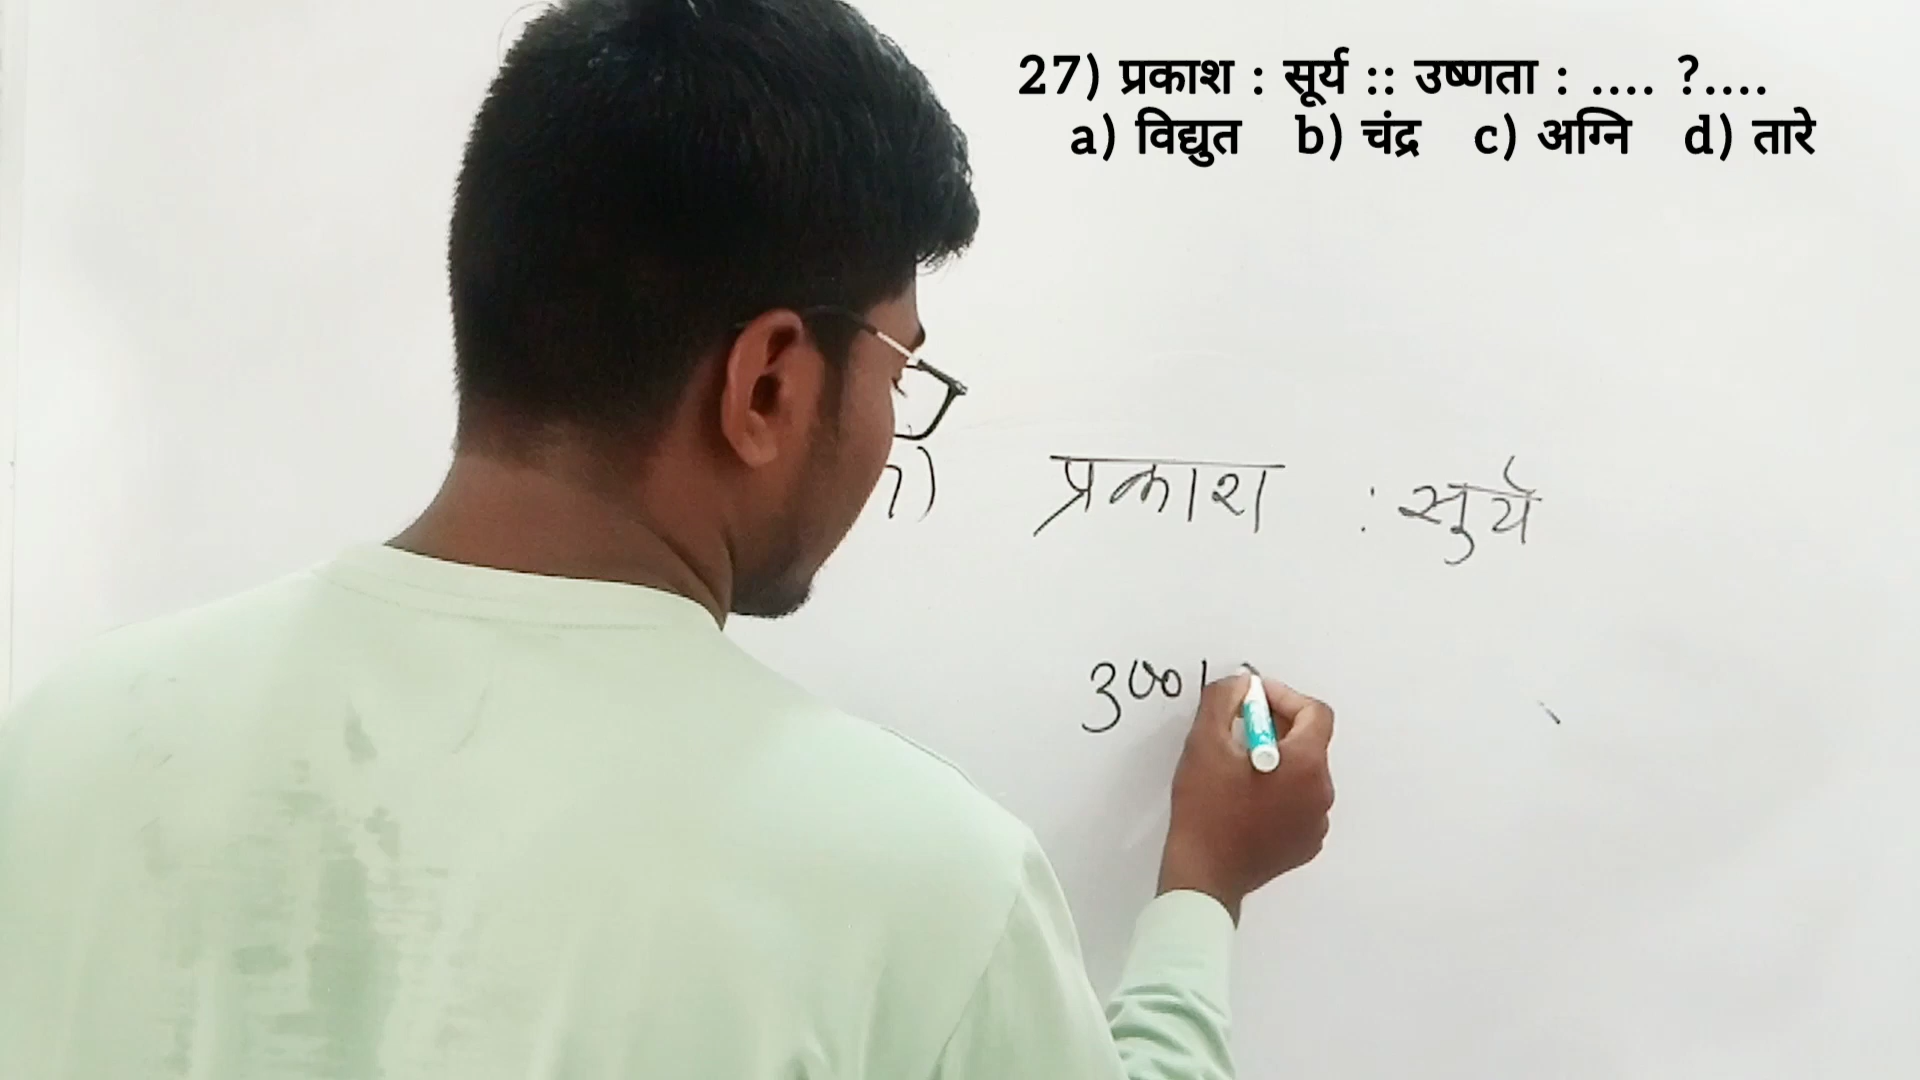 27) प्रकाश : सूर्य :: उष्णता : .... ?....
a) विद्युत b) चंद्र c) अग्नि d) तारे
प्रकाश : सुर्य